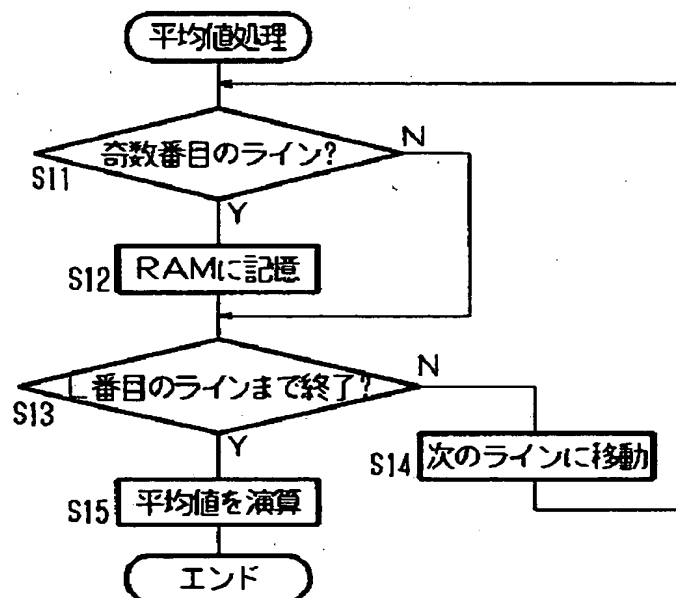 平均値処理
奇数番目のライン?
N
S11
Y
S12
RAMに記憶
L番目のラインまで終了?
N
S13
Y
S14
次のラインに移動
S15
平均値を演算
エンド